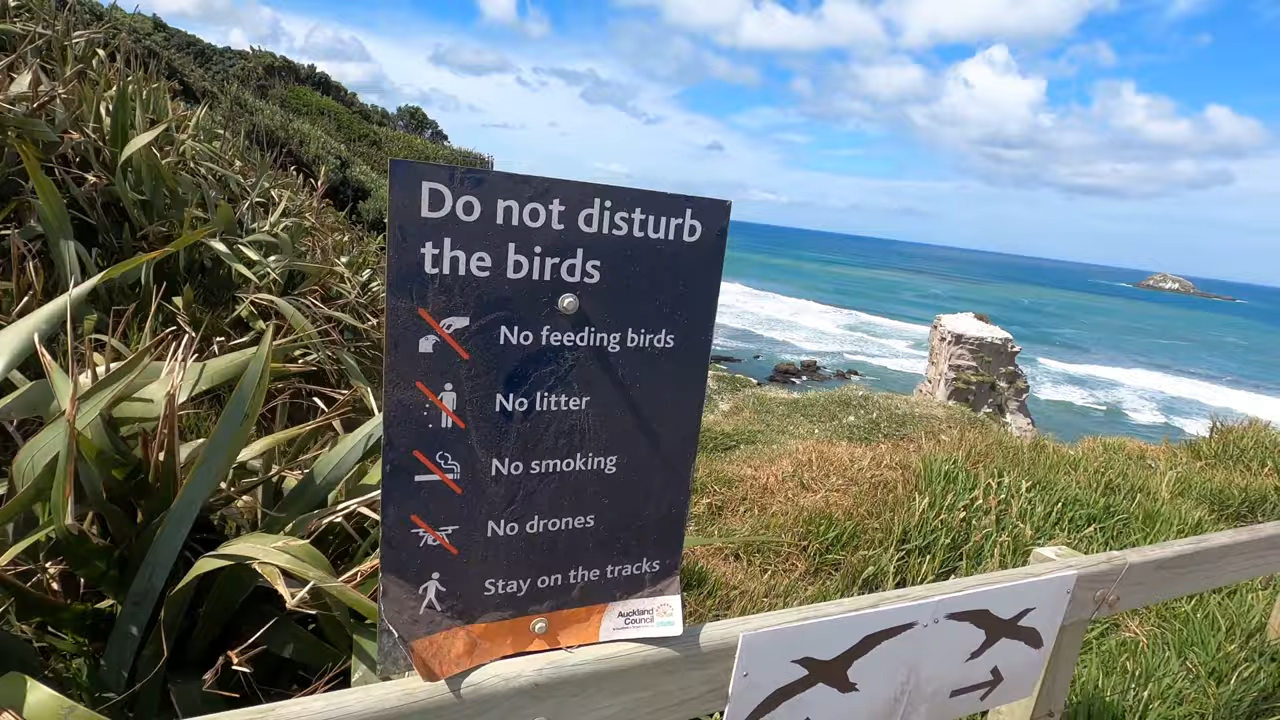 Do not disturb
the birds
No feeding birds
No litter
No smoking
No drones
Stay on the tracks
Auckland
Council